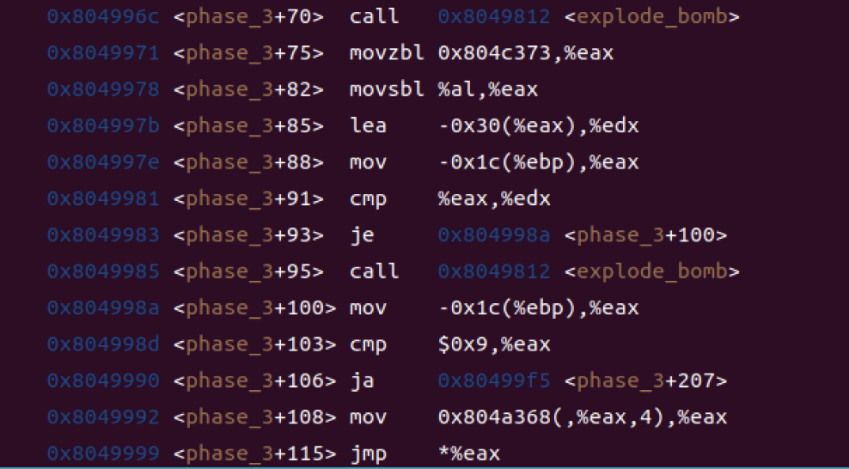 0x804996c <phase_3+70> call 0x8049812 <explode_bomb>
0x8049971 <phase_3+75> movzbl 0x804c373,%eax
0x8049978 <phase_3+82> movsbl %al,%eax
0x804997b <phase_3+85> lea -0x30(%eax),%edx
0x804997e <phase_3+88> mov -0x1c(%ebp),%eax
0x8049981 <phase_3+91> cmp %eax,%edx
0x8049983 <phase_3+93> je 0x804998a <phase_3+100>
0x8049985 <phase_3+95> call 0x8049812 <explode_bomb>
0x804998a <phase_3+100> mov -0x1c(%ebp),%eax
0x804998d <phase_3+103> cmp $0x9,%eax
0x8049990 <phase_3+106> ja 0x80499f5 <phase_3+207>
0x8049992 <phase_3+108> mov 0x804a368(,%eax,4),%eax
0x8049999 <phase_3+115> jmp *%eax